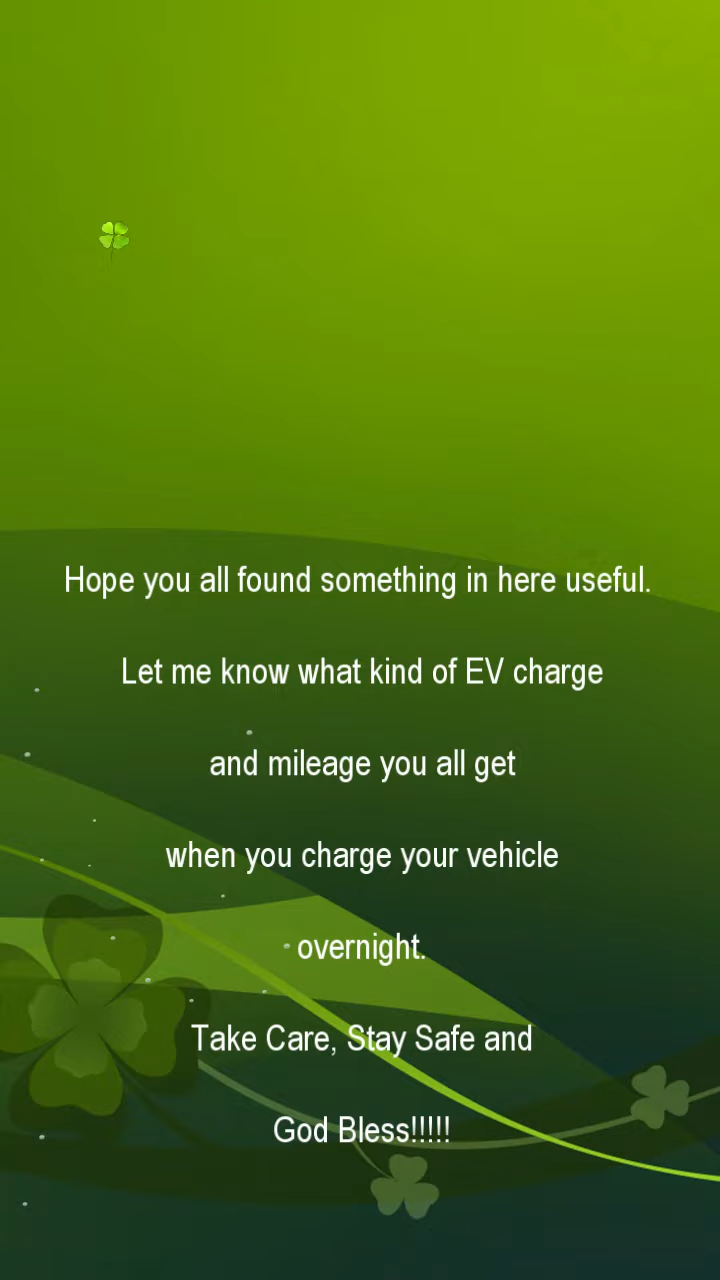 Hope you all found something in here useful.
Let me know what kind of EV charge
and mileage you all get
when you charge your vehicle
overnight.
Take Care, Stay Safe and
God Bless!!!!!